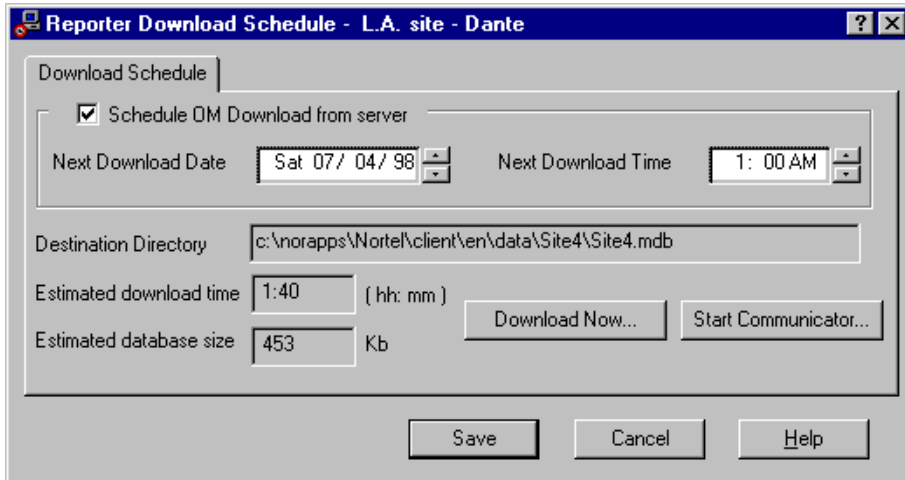 Reporter Download Schedule - L.A. site - Dante
Download Schedule
Schedule OM Download from server
Next Download Date Sat 07/ 04/ 98 Next Download Time 1: 00 AM
Destination Directory c:\norapps\Nortel\client\en\data\Site4\Site4.mdb
Estimated download time 1:40 ( hh: mm )
Download Now... Start Communicator...
Estimated database size 453 Kb
Save Cancel Help